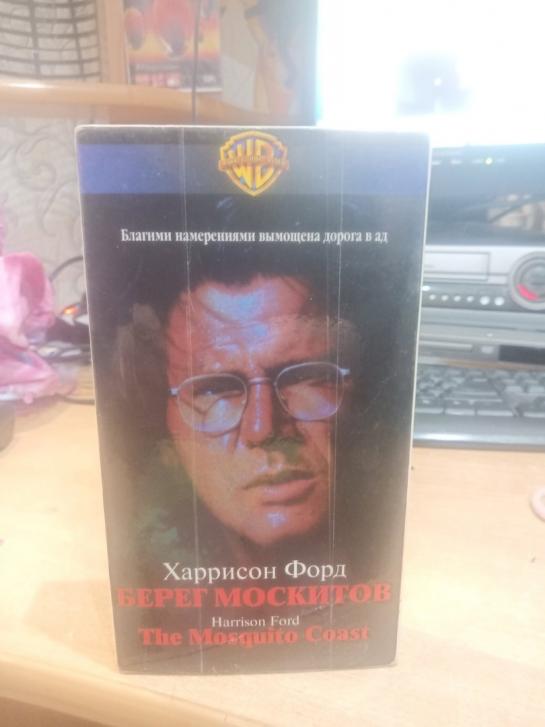 WB
Благими намерениями вымощена дорога в ад
Харрисон Форд
БЕРЕГ МОСКИТОВ
Harrison Ford
The Mosquito Coast